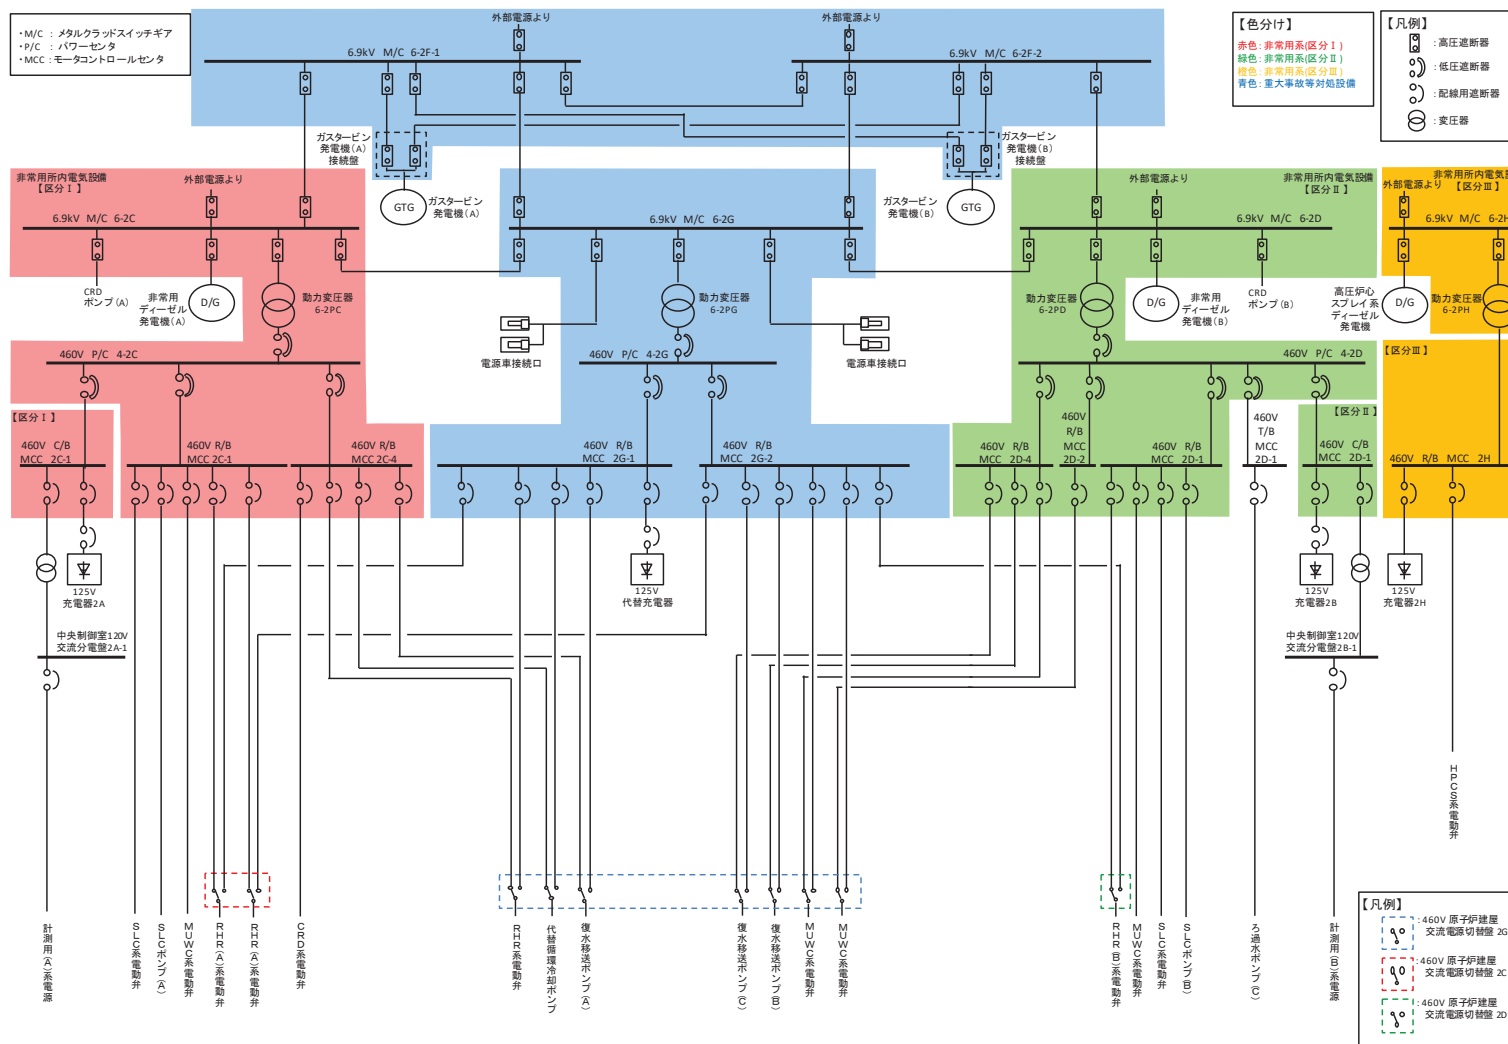 ・M/C ： メタルクラッドスイッチギア
・P/C ： パワーセンタ
・MCC ： モータコントロールセンタ
外部電源より
外部電源より
6.9kV M/C 6-2F-1
6.9kV M/C 6-2F-2
【色分け】
赤色：非常用系(区分Ⅰ)
緑色：非常用系(区分Ⅱ)
橙色：非常用系(区分Ⅲ)
青色：重大事故等対処設備
【凡例】
：高圧遮断器
：低圧遮断器
：配線用遮断器
：変圧器
ガスタービン
発電機(A)
接続盤
ガスタービン
発電機(B)
接続盤
GTG
ガスタービン
発電機(A)
ガスタービン
発電機(B)
GTG
非常用所内電気設備
【区分Ⅰ】
外部電源より
6.9kV M/C 6-2C
6.9kV M/C 6-2G
外部電源より
非常用所内電気設備
【区分Ⅱ】
6.9kV M/C 6-2D
外部電源より
非常用所内電気
【区分Ⅲ】
6.9kV M/C 6-2H
CRD
ポンプ(A)
非常用
ディーゼル
発電機(A)
D/G
動力変圧器
6-2PC
動力変圧器
6-2PG
動力変圧器
6-2PD
D/G
非常用
ディーゼル
発電機(B)
CRD
ポンプ(B)
高圧炉心
スプレイ系
ディーゼル
発電機
D/G
動力変圧器
6-2PH
電源車接続口
電源車接続口
460V P/C 4-2C
460V P/C 4-2G
460V P/C 4-2D
【区分Ⅲ】
【区分Ⅰ】
460V C/B
MCC 2C-1
460V R/B
MCC 2C-1
460V R/B
MCC 2C-4
460V R/B
MCC 2G-1
460V R/B
MCC 2G-2
460V R/B
MCC 2D-4
460V
R/B
MCC
2D-2
460V R/B
MCC 2D-1
460V
T/B
MCC
2D-1
【区分Ⅱ】
460V C/B
MCC 2D-1
460V R/B MCC 2H
125V
充電器2A
125V
代替充電器
125V
充電器2B
125V
充電器2H
中央制御室120V
交流分電盤2A-1
中央制御室120V
交流分電盤2B-1
計測用(A)系電源
SLC系電動弁
SLCポンプ(A)
MUWC系電動弁
RHR(A)系電動弁
RHR(A)系電動弁
CRD系電動弁
RHR系電動弁
代替循環冷却ポンプ
復水移送ポンプ(A)
復水移送ポンプ(C)
復水移送ポンプ(B)
MUWC系電動弁
MUWC系電動弁
RHR(B)系電動弁
MUWC系電動弁
SLC系電動弁
SLCポンプ(B)
ろ過水ポンプ(C)
計測用(B)系電源
HPCS系電動弁
【凡例】
：460V 原子炉建屋
交流電源切替盤 2G
：460V 原子炉建屋
交流電源切替盤 2C
：460V 原子炉建屋
交流電源切替盤 2D